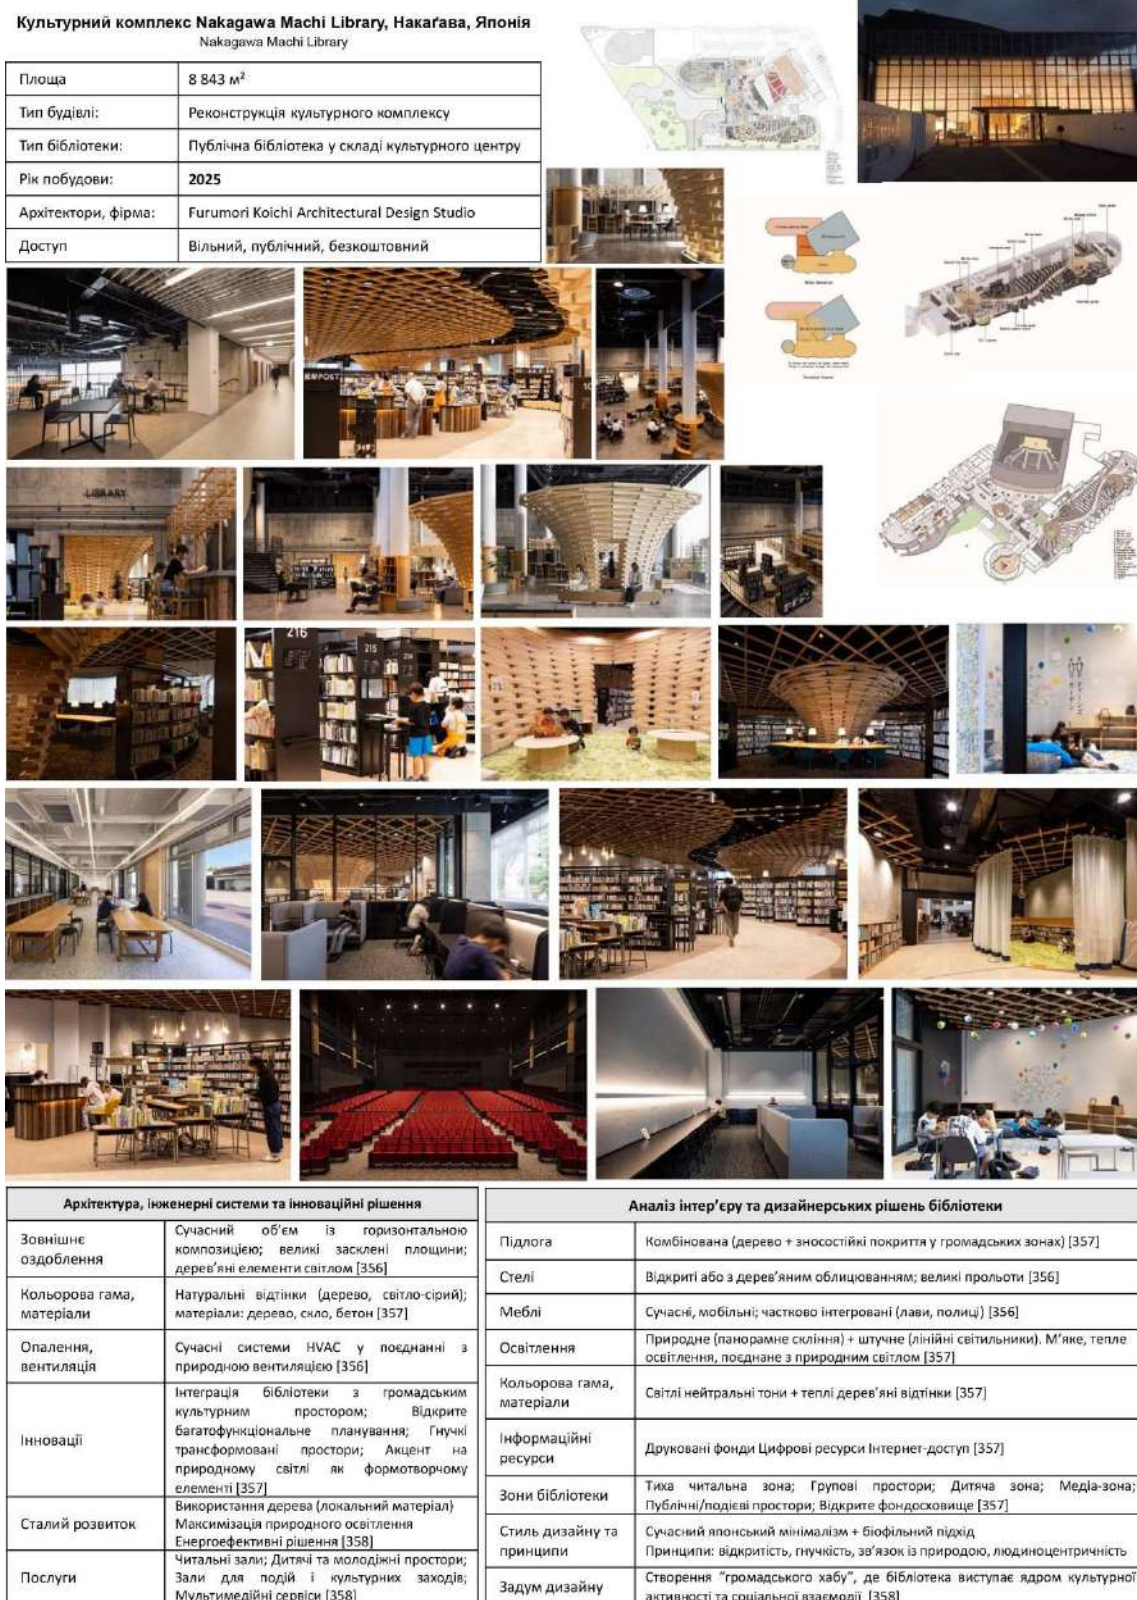 Культурний комплекс Nakagawa Machi Library, Накаґава, Японія
Nakagawa Machi Library
Площа
8 843 м²
Тип будівлі:
Реконструкція культурного комплексу
Тип бібліотеки:
Публічна бібліотека у складі культурного центру
Рік побудови:
2025
Архітектори, фірма:
Furumori Koichi Architectural Design Studio
Доступ
Вільний, публічний, безкоштовний
POST
LIBRARY
216
215
214
Архітектура, інженерні системи та інноваційні рішення
Зовнішнє
оздоблення
Сучасний об’єм із горизонтальною
композицією; великі засклені площини;
дерев’яні елементи світлом [356]
Кольорова гама,
матеріали
Натуральні відтінки (дерево, світло-сірий);
матеріали: дерево, скло, бетон [357]
Опалення,
вентиляція
Сучасні системи HVAC у поєднанні з
природною вентиляцією [356]
Інновації
Інтеграція бібліотеки з громадським
культурним простором; Відкрите
багатофункціональне планування; Гнучкі
трансформовані простори; Акцент на
природному світлі як формотворчому
елементі [357]
Сталий розвиток
Використання дерева (локальний матеріал)
Максимізація природного освітлення
Енергоефективні рішення [358]
Послуги
Читальні зали; Дитячі та молодіжні простори;
Зали для подій і культурних заходів;
Мультимедійні сервіси [358]
Аналіз інтер’єру та дизайнерських рішень бібліотеки
Підлога
Комбінована (дерево + зносостійкі покриття у громадських зонах) [357]
Стелі
Відкриті або з дерев’яним облицюванням; великі прольоти [356]
Меблі
Сучасні, мобільні; частково інтегровані (лави, полиці) [356]
Освітлення
Природне (панорамне скління) + штучне (лінійні світильники). М’яке, тепле
освітлення, поєднане з природним світлом [357]
Кольорова гама,
матеріали
Світлі нейтральні тони + теплі дерев’яні відтінки [357]
Інформаційні
ресурси
Друковані фонди Цифрові ресурси Інтернет-доступ [357]
Зони бібліотеки
Тиха читальна зона; Групові простори; Дитяча зона; Медіа-зона;
Публічні/подієві простори; Відкрите фондосховище [357]
Стиль дизайну та
принципи
Сучасний японський мінімалізм + біофільний підхід
Принципи: відкритість, гнучкість, зв’язок із природою, людиноцентричність
Задум дизайну
Створення “громадського хабу”, де бібліотека виступає ядром культурної
активності та соціальної взаємодії [358]